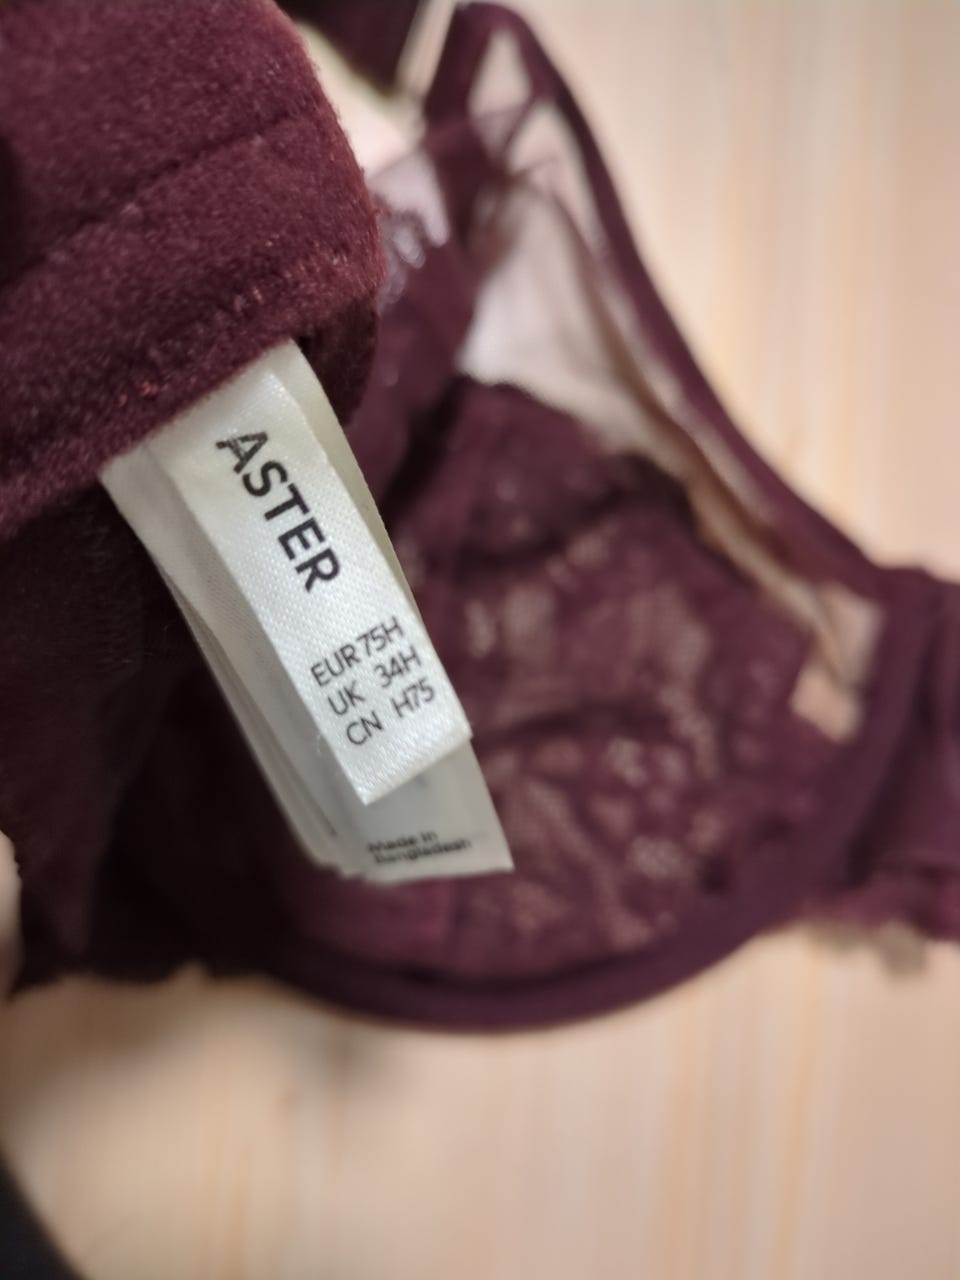 ASTER
EUR 75H
UK 34H
CN H75
Made in
Bangladesh